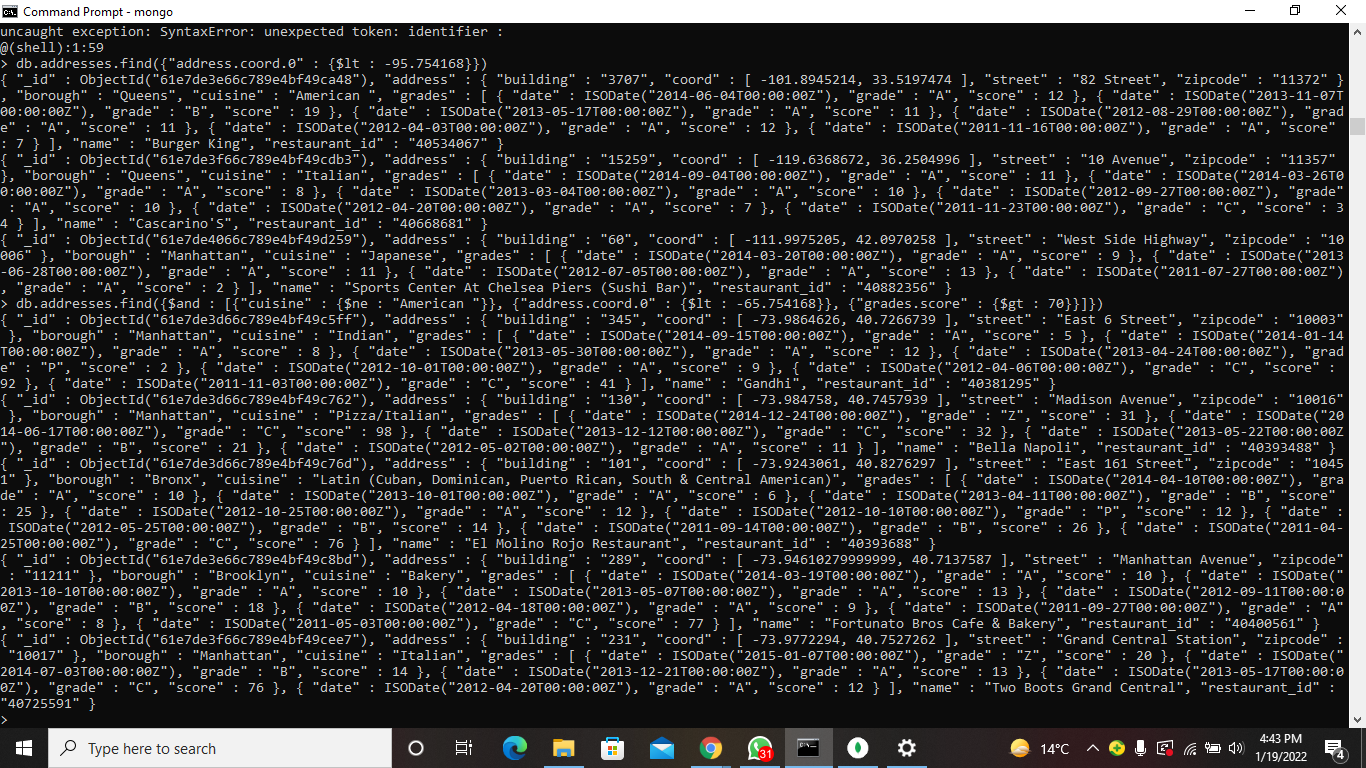 Command Prompt - mongo
uncaught exception: SyntaxError: unexpected token: identifier :
@(shell):1:59
> db.addresses.find({"address.coord.0" : {$lt : -95.754168}})
{ "_id" : ObjectId("61e7de3e66c789e4bf49ca48"), "address" : { "building" : "3707", "coord" : [ -101.8945214, 33.5197474 ], "street" : "82 Street", "zipcode" : "11372" }
, "borough" : "Queens", "cuisine" : "American ", "grades" : [ { "date" : ISODate("2014-06-04T00:00:00Z"), "grade" : "A", "score" : 12 }, { "date" : ISODate("2013-11-07T
00:00:00Z"), "grade" : "B", "score" : 19 }, { "date" : ISODate("2013-05-17T00:00:00Z"), "grade" : "A", "score" : 11 }, { "date" : ISODate("2012-08-29T00:00:00Z"), "grad
e" : "A", "score" : 11 }, { "date" : ISODate("2012-04-03T00:00:00Z"), "grade" : "A", "score" : 12 }, { "date" : ISODate("2011-11-16T00:00:00Z"), "grade" : "A", "score"
: 7 } ], "name" : "Burger King", "restaurant_id" : "40534067" }
{ "_id" : ObjectId("61e7de3f66c789e4bf49cdb3"), "address" : { "building" : "15259", "coord" : [ -119.6368672, 36.2504996 ], "street" : "10 Avenue", "zipcode" : "11357"
}, "borough" : "Queens", "cuisine" : "Italian", "grades" : [ { "date" : ISODate("2014-09-04T00:00:00Z"), "grade" : "A", "score" : 11 }, { "date" : ISODate("2014-03-26T0
0:00:00Z"), "grade" : "A", "score" : 8 }, { "date" : ISODate("2013-03-04T00:00:00Z"), "grade" : "A", "score" : 10 }, { "date" : ISODate("2012-09-27T00:00:00Z"), "grade"
: "A", "score" : 10 }, { "date" : ISODate("2012-04-20T00:00:00Z"), "grade" : "A", "score" : 7 }, { "date" : ISODate("2011-11-23T00:00:00Z"), "grade" : "C", "score" : 3
4 } ], "name" : "Cascarino'S", "restaurant_id" : "40668681" }
{ "_id" : ObjectId("61e7de4066c789e4bf49d259"), "address" : { "building" : "60", "coord" : [ -111.9975205, 42.0970258 ], "street" : "West Side Highway", "zipcode" : "10
006" }, "borough" : "Manhattan", "cuisine" : "Japanese", "grades" : [ { "date" : ISODate("2014-03-20T00:00:00Z"), "grade" : "A", "score" : 9 }, { "date" : ISODate("2013
-06-28T00:00:00Z"), "grade" : "A", "score" : 11 }, { "date" : ISODate("2012-07-05T00:00:00Z"), "grade" : "A", "score" : 13 }, { "date" : ISODate("2011-07-27T00:00:00Z")
, "grade" : "A", "score" : 2 } ], "name" : "Sports Center At Chelsea Piers (Sushi Bar)", "restaurant_id" : "40882356" }
> db.addresses.find({$and : [{"cuisine" : {$ne : "American "}}, {"address.coord.0" : {$lt : -65.754168}}, {"grades.score" : {$gt : 70}}]})
{ "_id" : ObjectId("61e7de3d66c789e4bf49c5ff"), "address" : { "building" : "345", "coord" : [ -73.9864626, 40.7266739 ], "street" : "East 6 Street", "zipcode" : "10003"
 }, "borough" : "Manhattan", "cuisine" : "Indian", "grades" : [ { "date" : ISODate("2014-09-15T00:00:00Z"), "grade" : "A", "score" : 5 }, { "date" : ISODate("2014-01-14
T00:00:00Z"), "grade" : "A", "score" : 8 }, { "date" : ISODate("2013-05-30T00:00:00Z"), "grade" : "A", "score" : 12 }, { "date" : ISODate("2013-04-24T00:00:00Z"), "grad
e" : "P", "score" : 2 }, { "date" : ISODate("2012-10-01T00:00:00Z"), "grade" : "A", "score" : 9 }, { "date" : ISODate("2012-04-06T00:00:00Z"), "grade" : "C", "score" :
92 }, { "date" : ISODate("2011-11-03T00:00:00Z"), "grade" : "C", "score" : 41 } ], "name" : "Gandhi", "restaurant_id" : "40381295" }
{ "_id" : ObjectId("61e7de3d66c789e4bf49c762"), "address" : { "building" : "130", "coord" : [ -73.984758, 40.7457939 ], "street" : "Madison Avenue", "zipcode" : "10016"
 }, "borough" : "Manhattan", "cuisine" : "Pizza/Italian", "grades" : [ { "date" : ISODate("2014-12-24T00:00:00Z"), "grade" : "Z", "score" : 31 }, { "date" : ISODate("20
14-06-17T00:00:00Z"), "grade" : "C", "score" : 98 }, { "date" : ISODate("2013-12-12T00:00:00Z"), "grade" : "C", "score" : 32 }, { "date" : ISODate("2013-05-22T00:00:00Z
"), "grade" : "B", "score" : 21 }, { "date" : ISODate("2012-05-02T00:00:00Z"), "grade" : "A", "score" : 11 } ], "name" : "Bella Napoli", "restaurant_id" : "40393488" }
{ "_id" : ObjectId("61e7de3d66c789e4bf49c76d"), "address" : { "building" : "101", "coord" : [ -73.9243061, 40.8276297 ], "street" : "East 161 Street", "zipcode" : "1045
1" }, "borough" : "Bronx", "cuisine" : "Latin (Cuban, Dominican, Puerto Rican, South & Central American)", "grades" : [ { "date" : ISODate("2014-04-10T00:00:00Z"), "gra
de" : "A", "score" : 10 }, { "date" : ISODate("2013-10-01T00:00:00Z"), "grade" : "A", "score" : 6 }, { "date" : ISODate("2013-04-11T00:00:00Z"), "grade" : "B", "score"
: 25 }, { "date" : ISODate("2012-10-25T00:00:00Z"), "grade" : "A", "score" : 12 }, { "date" : ISODate("2012-10-10T00:00:00Z"), "grade" : "P", "score" : 12 }, { "date" :
 ISODate("2012-05-25T00:00:00Z"), "grade" : "B", "score" : 14 }, { "date" : ISODate("2011-09-14T00:00:00Z"), "grade" : "B", "score" : 26 }, { "date" : ISODate("2011-04-
25T00:00:00Z"), "grade" : "C", "score" : 76 } ], "name" : "El Molino Rojo Restaurant", "restaurant_id" : "40393688" }
{ "_id" : ObjectId("61e7de3d66c789e4bf49c8bd"), "address" : { "building" : "289", "coord" : [ -73.94610279999999, 40.7137587 ], "street" : "Manhattan Avenue", "zipcode"
 : "11211" }, "borough" : "Brooklyn", "cuisine" : "Bakery", "grades" : [ { "date" : ISODate("2014-03-19T00:00:00Z"), "grade" : "A", "score" : 10 }, { "date" : ISODate("
2013-10-10T00:00:00Z"), "grade" : "A", "score" : 10 }, { "date" : ISODate("2013-05-07T00:00:00Z"), "grade" : "A", "score" : 13 }, { "date" : ISODate("2012-09-11T00:00:0
0Z"), "grade" : "B", "score" : 18 }, { "date" : ISODate("2012-04-18T00:00:00Z"), "grade" : "A", "score" : 9 }, { "date" : ISODate("2011-09-27T00:00:00Z"), "grade" : "A"
, "score" : 8 }, { "date" : ISODate("2011-05-03T00:00:00Z"), "grade" : "C", "score" : 77 } ], "name" : "Fortunato Bros Cafe & Bakery", "restaurant_id" : "40400561" }
{ "_id" : ObjectId("61e7de3f66c789e4bf49cee7"), "address" : { "building" : "231", "coord" : [ -73.9772294, 40.7527262 ], "street" : "Grand Central Station", "zipcode" :
 "10017" }, "borough" : "Manhattan", "cuisine" : "Italian", "grades" : [ { "date" : ISODate("2015-01-07T00:00:00Z"), "grade" : "Z", "score" : 20 }, { "date" : ISODate("
2014-07-03T00:00:00Z"), "grade" : "B", "score" : 14 }, { "date" : ISODate("2013-12-21T00:00:00Z"), "grade" : "A", "score" : 13 }, { "date" : ISODate("2013-05-17T00:00:0
0Z"), "grade" : "C", "score" : 76 }, { "date" : ISODate("2012-04-20T00:00:00Z"), "grade" : "A", "score" : 12 } ], "name" : "Two Boots Grand Central", "restaurant_id" :
"40725591" }
>
Type here to search
31
14°C
4:43 PM
1/19/2022
4